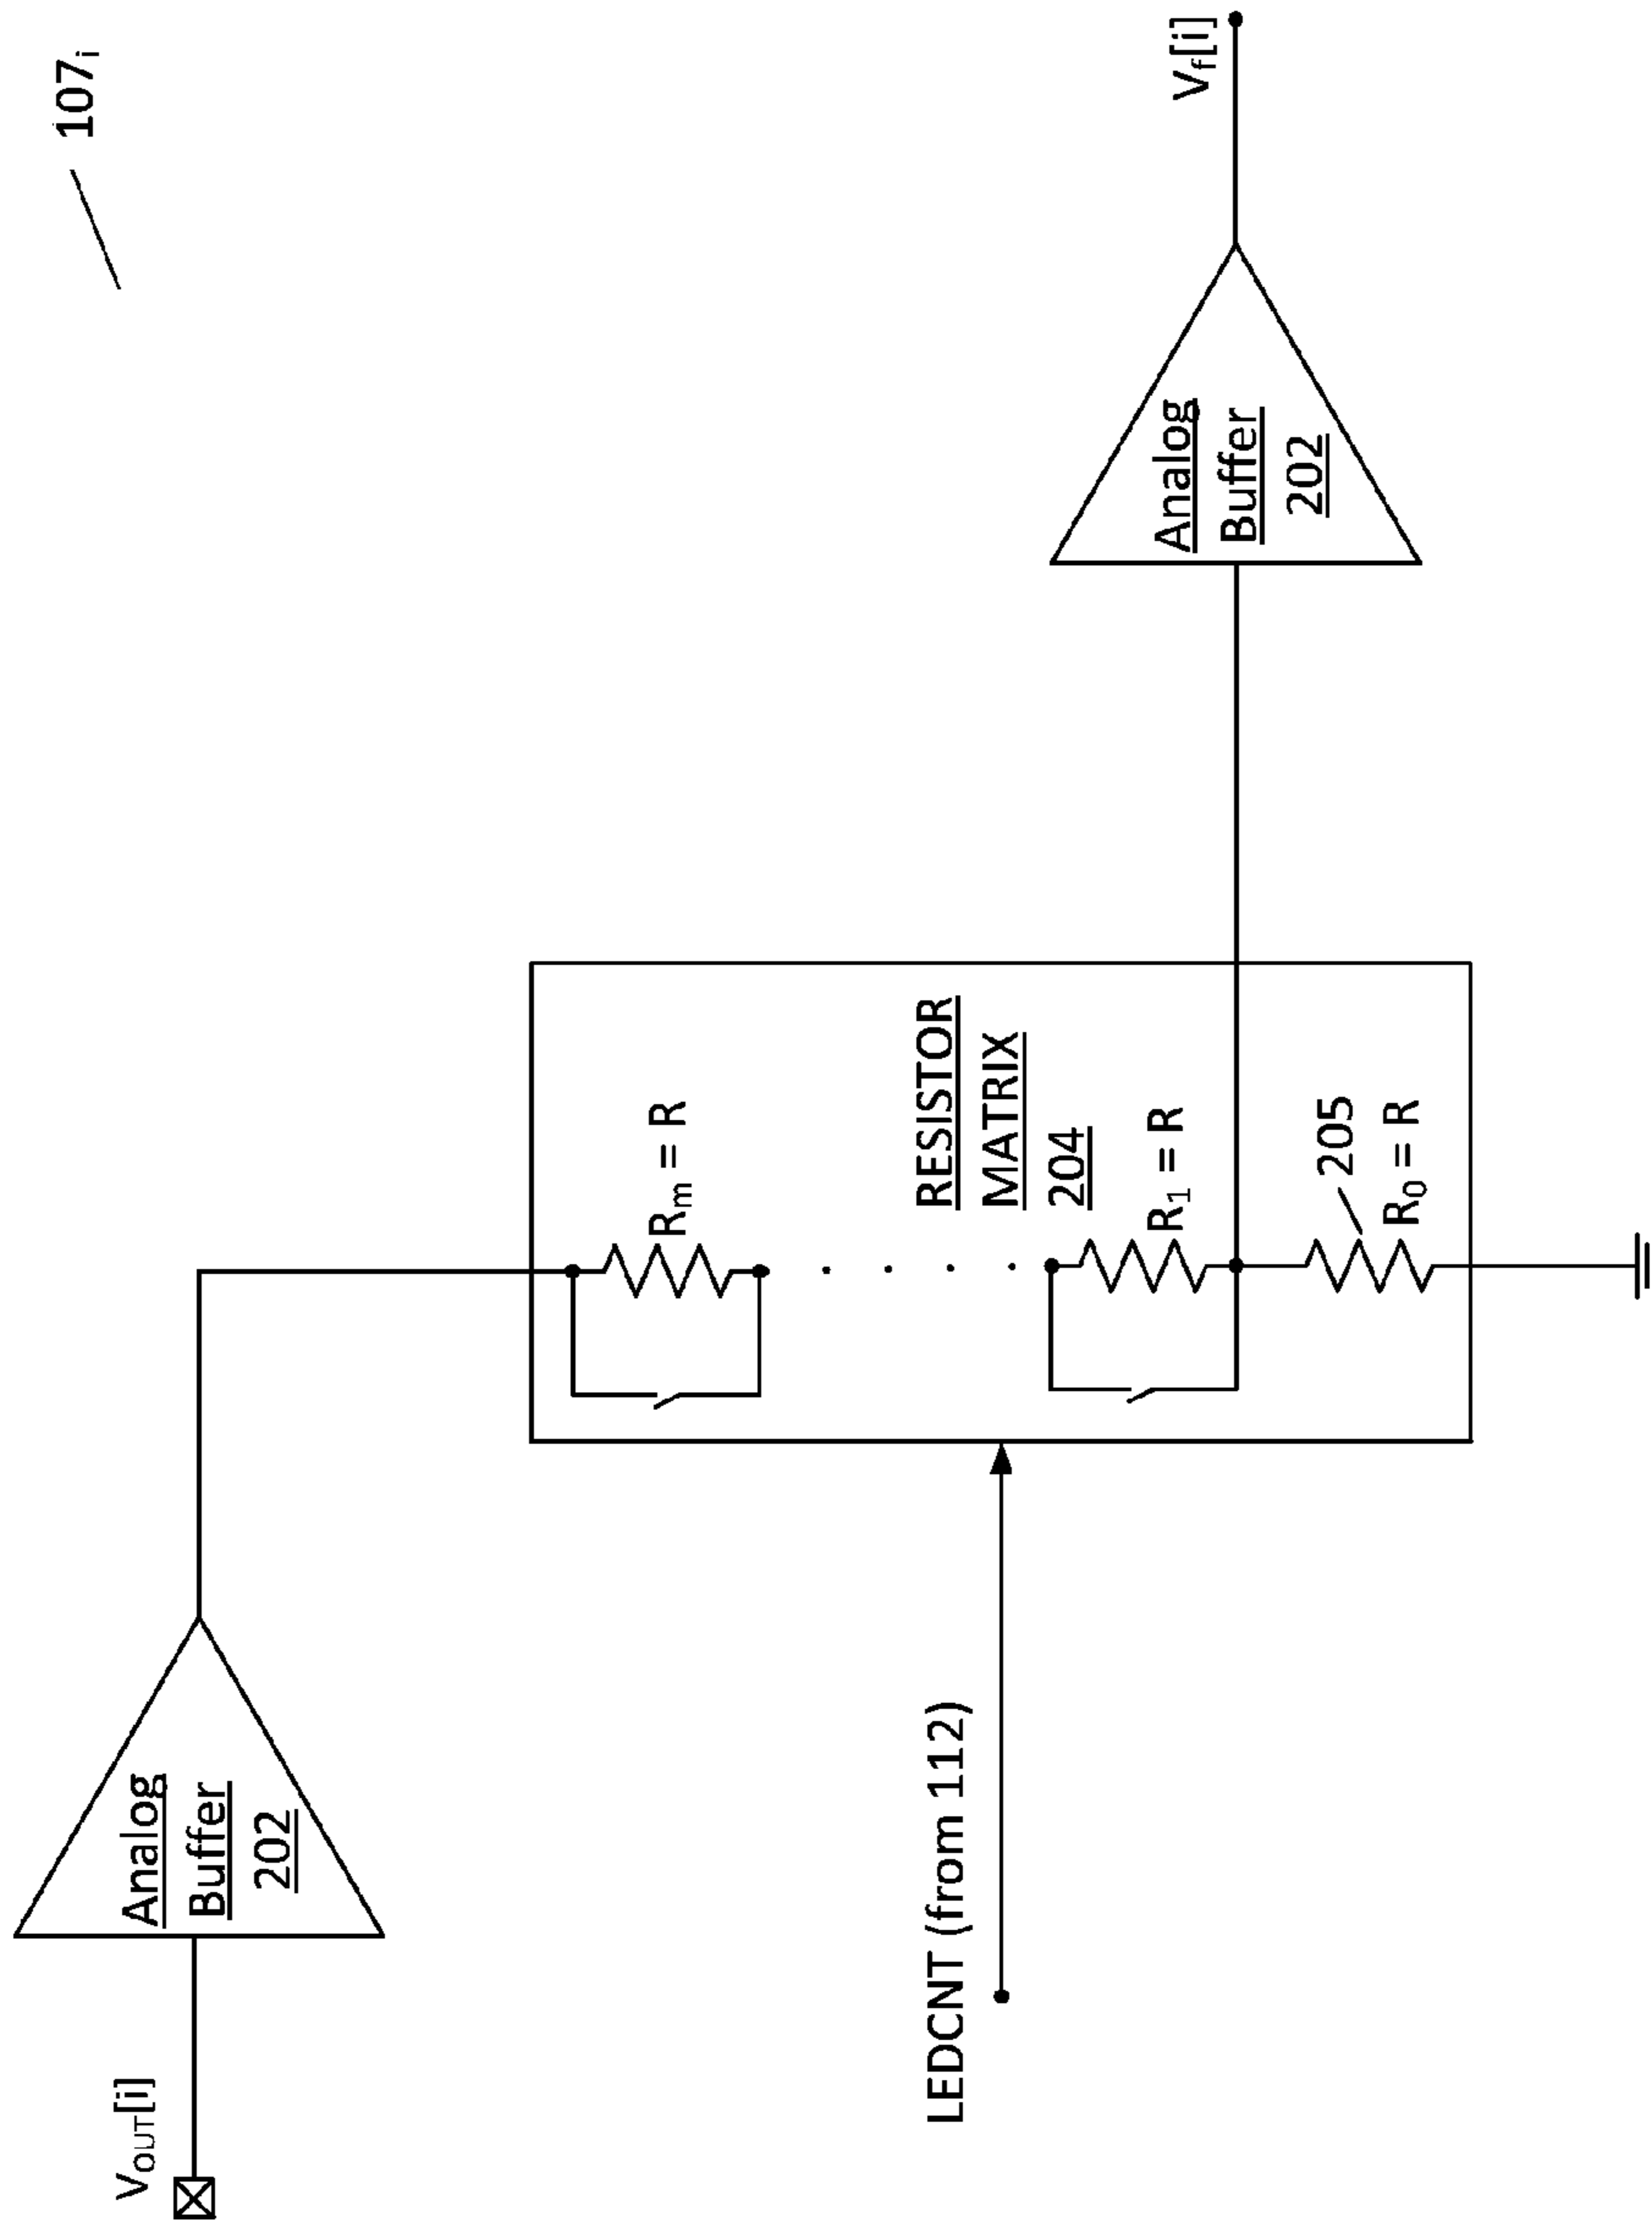 107i
VOUT[i]
Analog
Buffer
202
LEDCNT (from 112)
Rm = R
RESISTOR
MATRIX
204
R1 = R
205
R0 = R
Analog
Buffer
202
Vf[i]